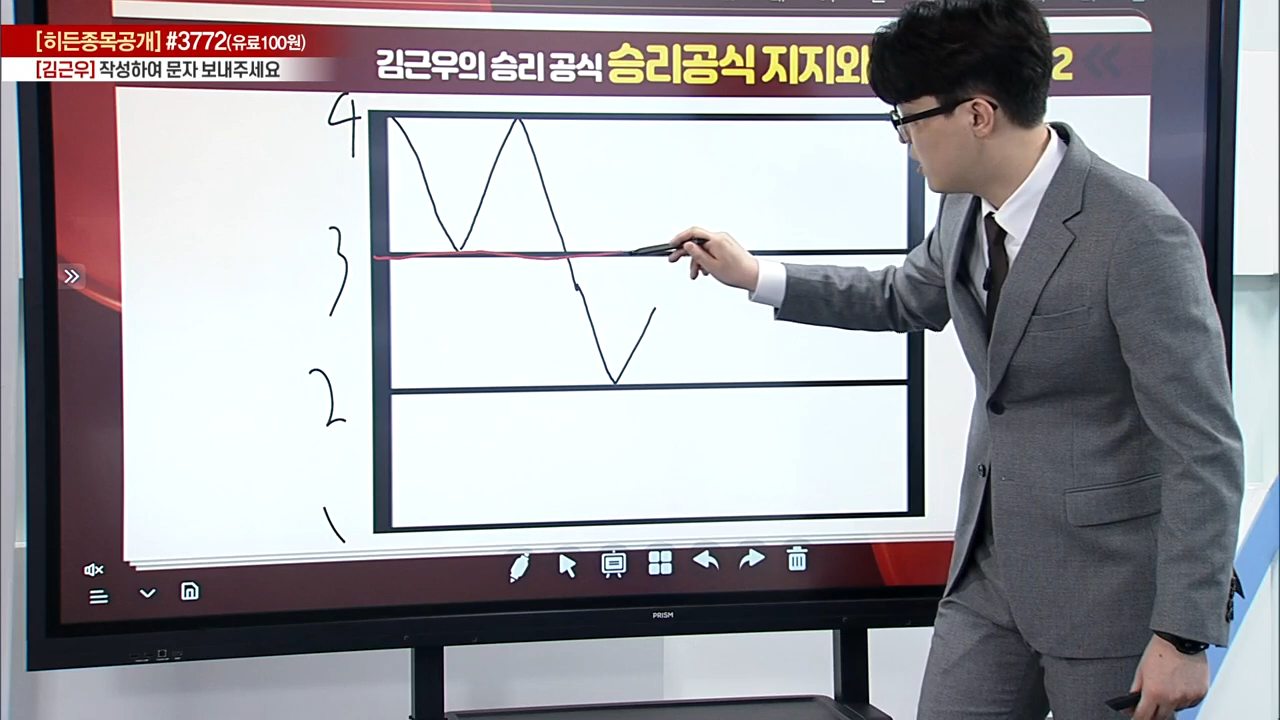 [히든종목공개] #3772(유료100원)
[김근우] 작성하여 문자 보내주세요
김근우의 승리 공식 승리공식 지지와 2
4
3
2
1
PRISM